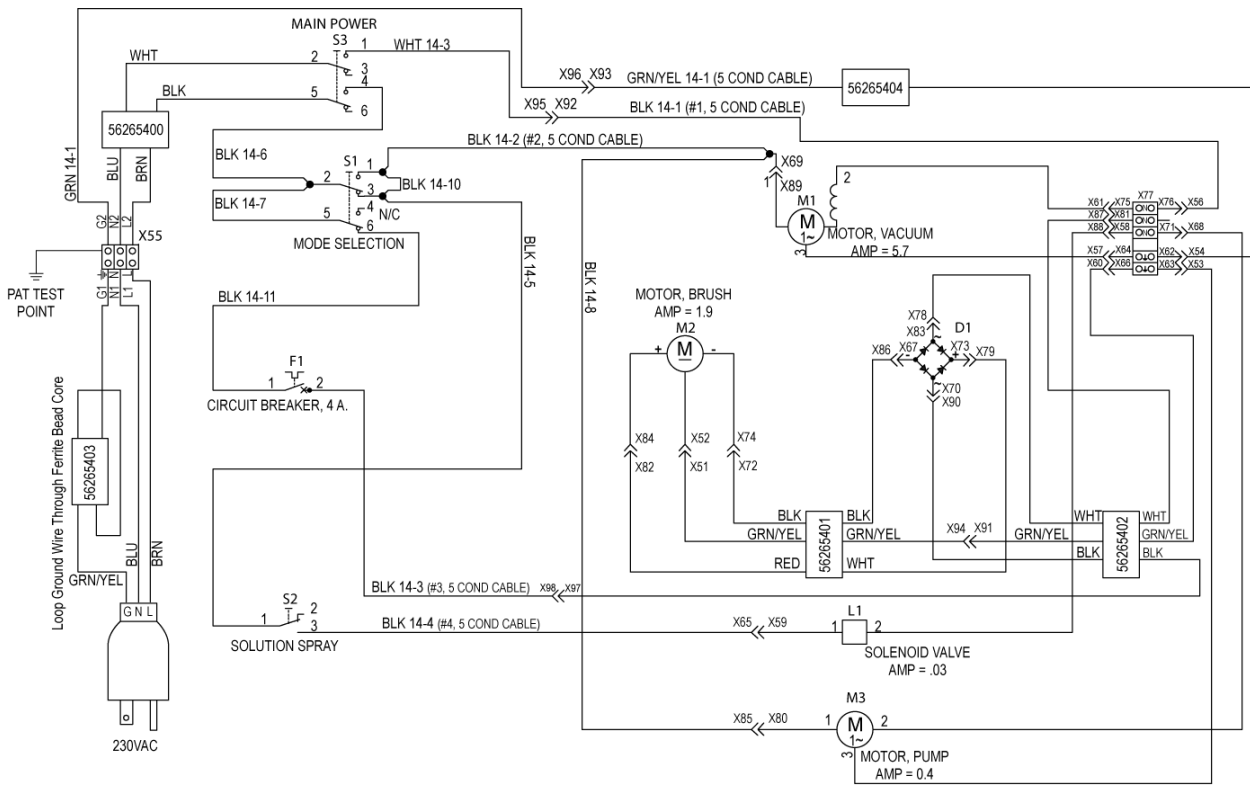 MAIN POWER
S3
1
WHT 14-3
WHT
2
3
4
BLK
5
6
X96 X93
GRN/YEL 14-1 (5 COND CABLE)
56265404
X95 X92
BLK 14-1 (#1, 5 COND CABLE)
56265400
BLK 14-2 (#2, 5 COND CABLE)
GRN 14-1
BLU
BRN
BLK 14-6
S1
1
2
3
BLK 14-10
BLK 14-7
4
N/C
5
6
MODE SELECTION
X69
1
X89
2
M1
M
1~
3
MOTOR, VACUUM
AMP = 5.7
X77
X61 X75
X76 X56
X87 X81
X88 X58
X71 X68
X57 X64
X62 X54
X60 X66
X63 X53
N
N
G2
N2
L2
X55
PAT TEST
POINT
G1
N
N1
L
L1
BLK 14-5
BLK 14-8
BLK 14-11
MOTOR, BRUSH
AMP = 1.9
M2
M
+
-
X78
X83
~
D1
X86 X67
-
X73 X79
+
~
X70
X90
F1
1
2
CIRCUIT BREAKER, 4 A.
Loop Ground Wire Through Ferrite Bead Core
56265403
X84
X82
X52
X51
X74
X72
BLK
GRN/YEL
RED
56265401
BLK
GRN/YEL
WHT
X94 X91
WHT
GRN/YEL
BLK
56265402
WHT
GRN/YEL
BLK
BLU
BRN
GRN/YEL
G N L
230VAC
BLK 14-3 (#3, 5 COND CABLE)
X98 X97
S2
1
2
3
SOLUTION SPRAY
BLK 14-4 (#4, 5 COND CABLE)
X65 X59
L1
1
2
SOLENOID VALVE
AMP = .03
X85 X80
M3
1
M
1~
2
3
MOTOR, PUMP
AMP = 0.4